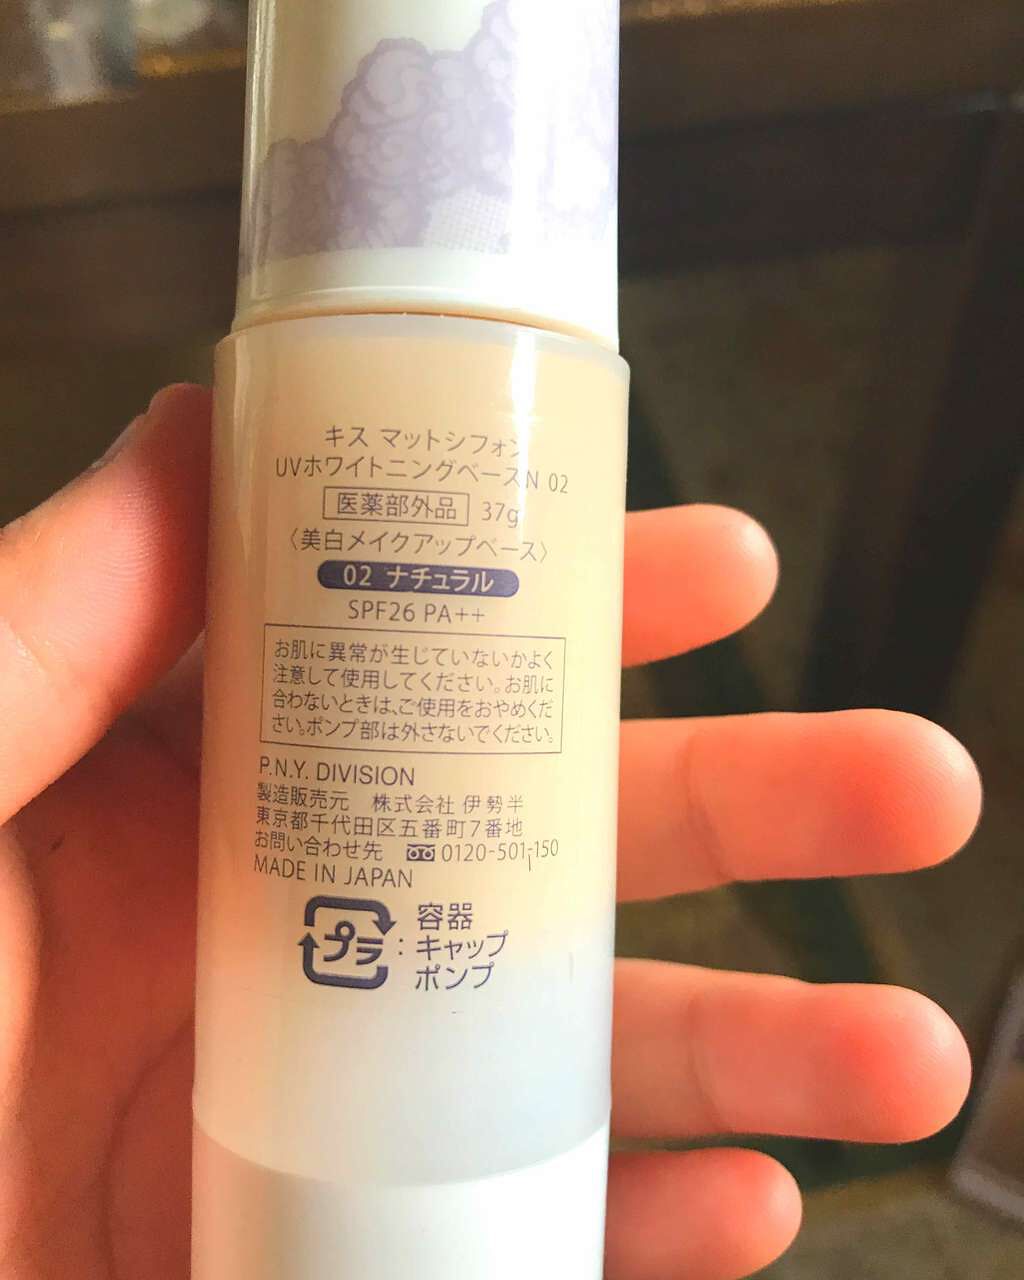 キス マットシフォン
UVホワイトニングベースN 02
医薬部外品 37g
〈美白メイクアップベース〉
02 ナチュラル
SPF26 PA++
お肌に異常が生じていないかよく
注意して使用してください。お肌に
合わないときは、ご使用をおやめくだ
さい。ポンプ部は外さないでください。
P.N.Y. DIVISION
製造販売元 株式会社 伊勢半
東京都千代田区五番町7番地
お問い合わせ先 0120-501-150
MADE IN JAPAN
プラ : 容器
キャップ
ポンプ